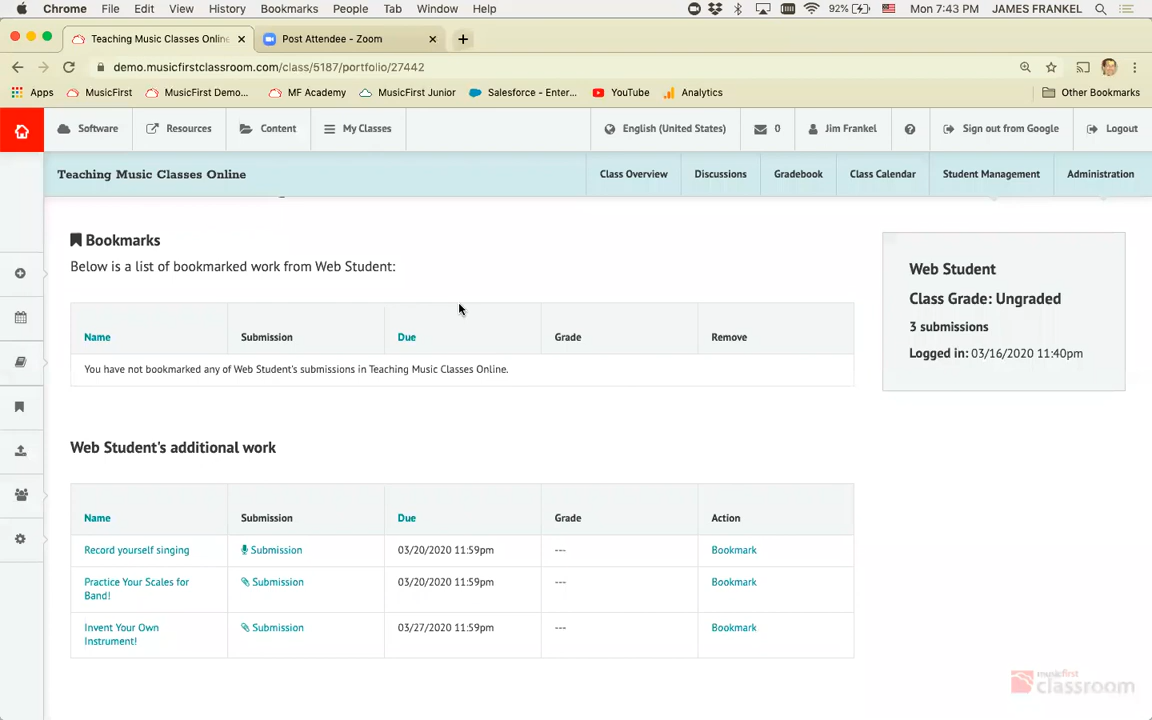 Chrome File Edit View History Bookmarks People Tab Window Help 92% Mon 7:43 PM JAMES FRANKEL
Teaching Music Classes Online Post Attendee - Zoom
demo.musicfirstclassroom.com/class/5187/portfolio/27442
Apps MusicFirst MusicFirst Demo... MF Academy MusicFirst Junior Salesforce - Enter... YouTube Analytics Other Bookmarks
Software Resources Content My Classes English (United States) 0 Jim Frankel Sign out from Google Logout
Teaching Music Classes Online Class Overview Discussions Gradebook Class Calendar Student Management Administration
Bookmarks
Below is a list of bookmarked work from Web Student:
Name Submission Due Grade Remove
You have not bookmarked any of Web Student's submissions in Teaching Music Classes Online.
Web Student
Class Grade: Ungraded
3 submissions
Logged in: 03/16/2020 11:40pm
Web Student's additional work
Name Submission Due Grade Action
Record yourself singing Submission 03/20/2020 11:59pm --- Bookmark
Practice Your Scales for Submission 03/20/2020 11:59pm --- Bookmark
Band!
Invent Your Own Submission 03/27/2020 11:59pm --- Bookmark
Instrument!
musicfirst
classroom